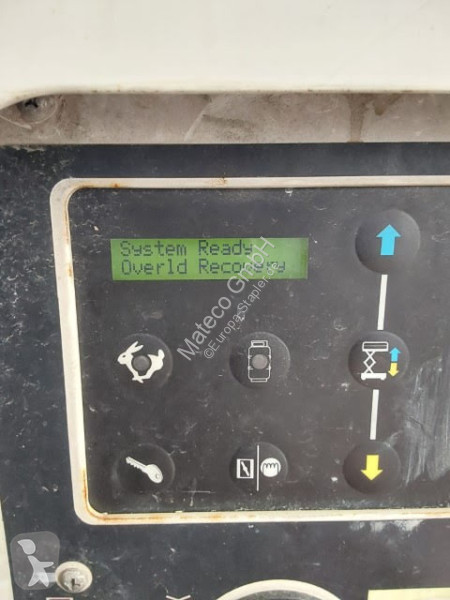 System Ready
Overld Recovery
Mateco GmbH
©Europa-Stapler.de